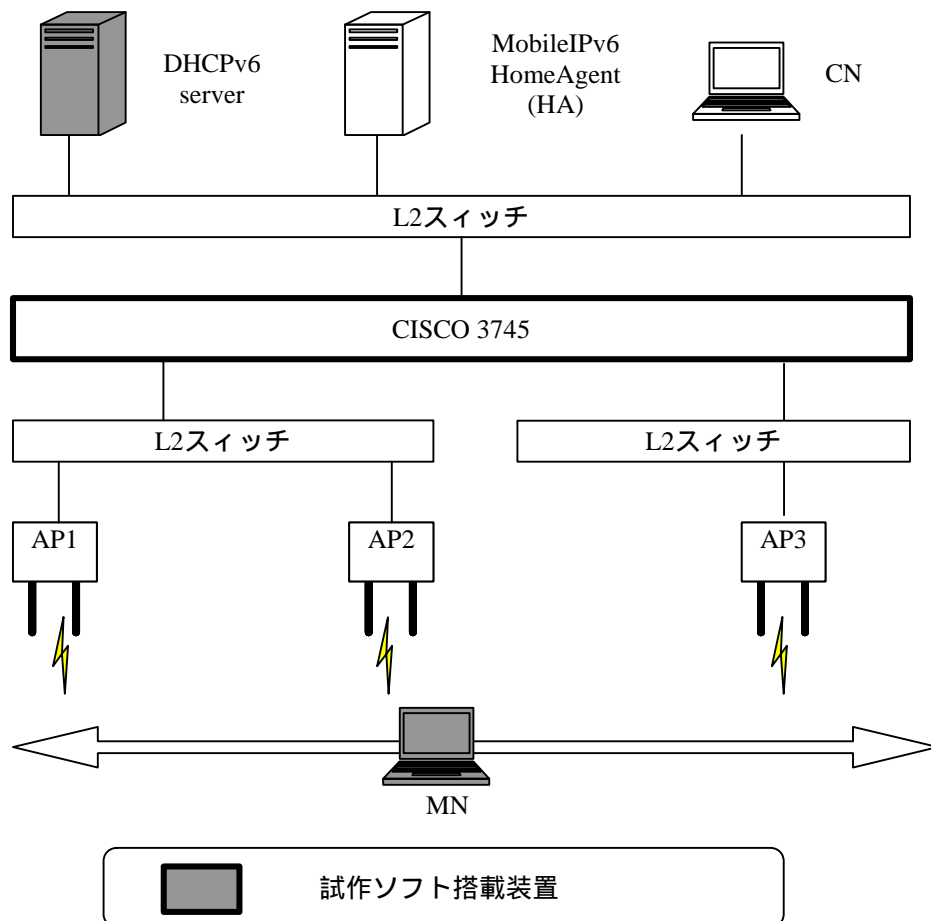 DHCPv6
server
MobileIPv6
HomeAgent
(HA)
CN
L2スィッチ
CISCO 3745
L2スィッチ
L2スィッチ
AP1
AP2
AP3
MN
試作ソフト搭載装置